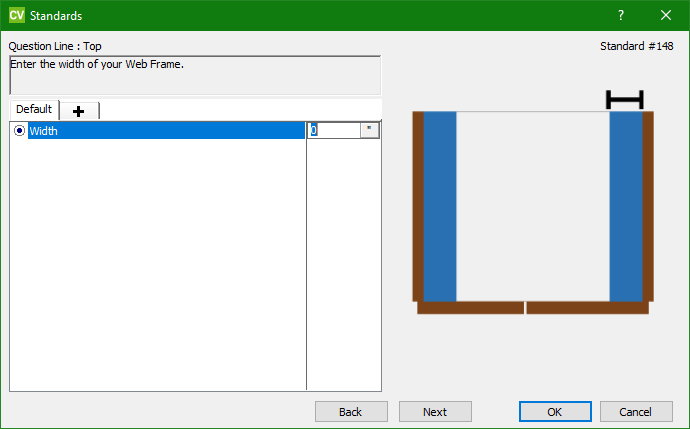 CV Standards ?
Question Line : Top Standard #148
Enter the width of your Web Frame.
Default
Width 0 "
Back Next OK Cancel